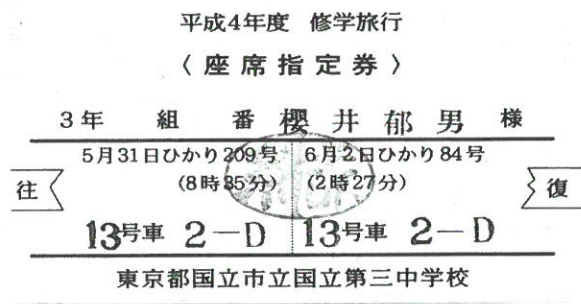 平成4年度 修学旅行
〈座席指定券〉
3年 組 番 櫻井郁男 様
往
5月31日ひかり209号
(8時35分)
13号車 2－D
6月2日ひかり84号
(2時27分)
13号車 2－D
復
東京都国立市立国立第三中学校